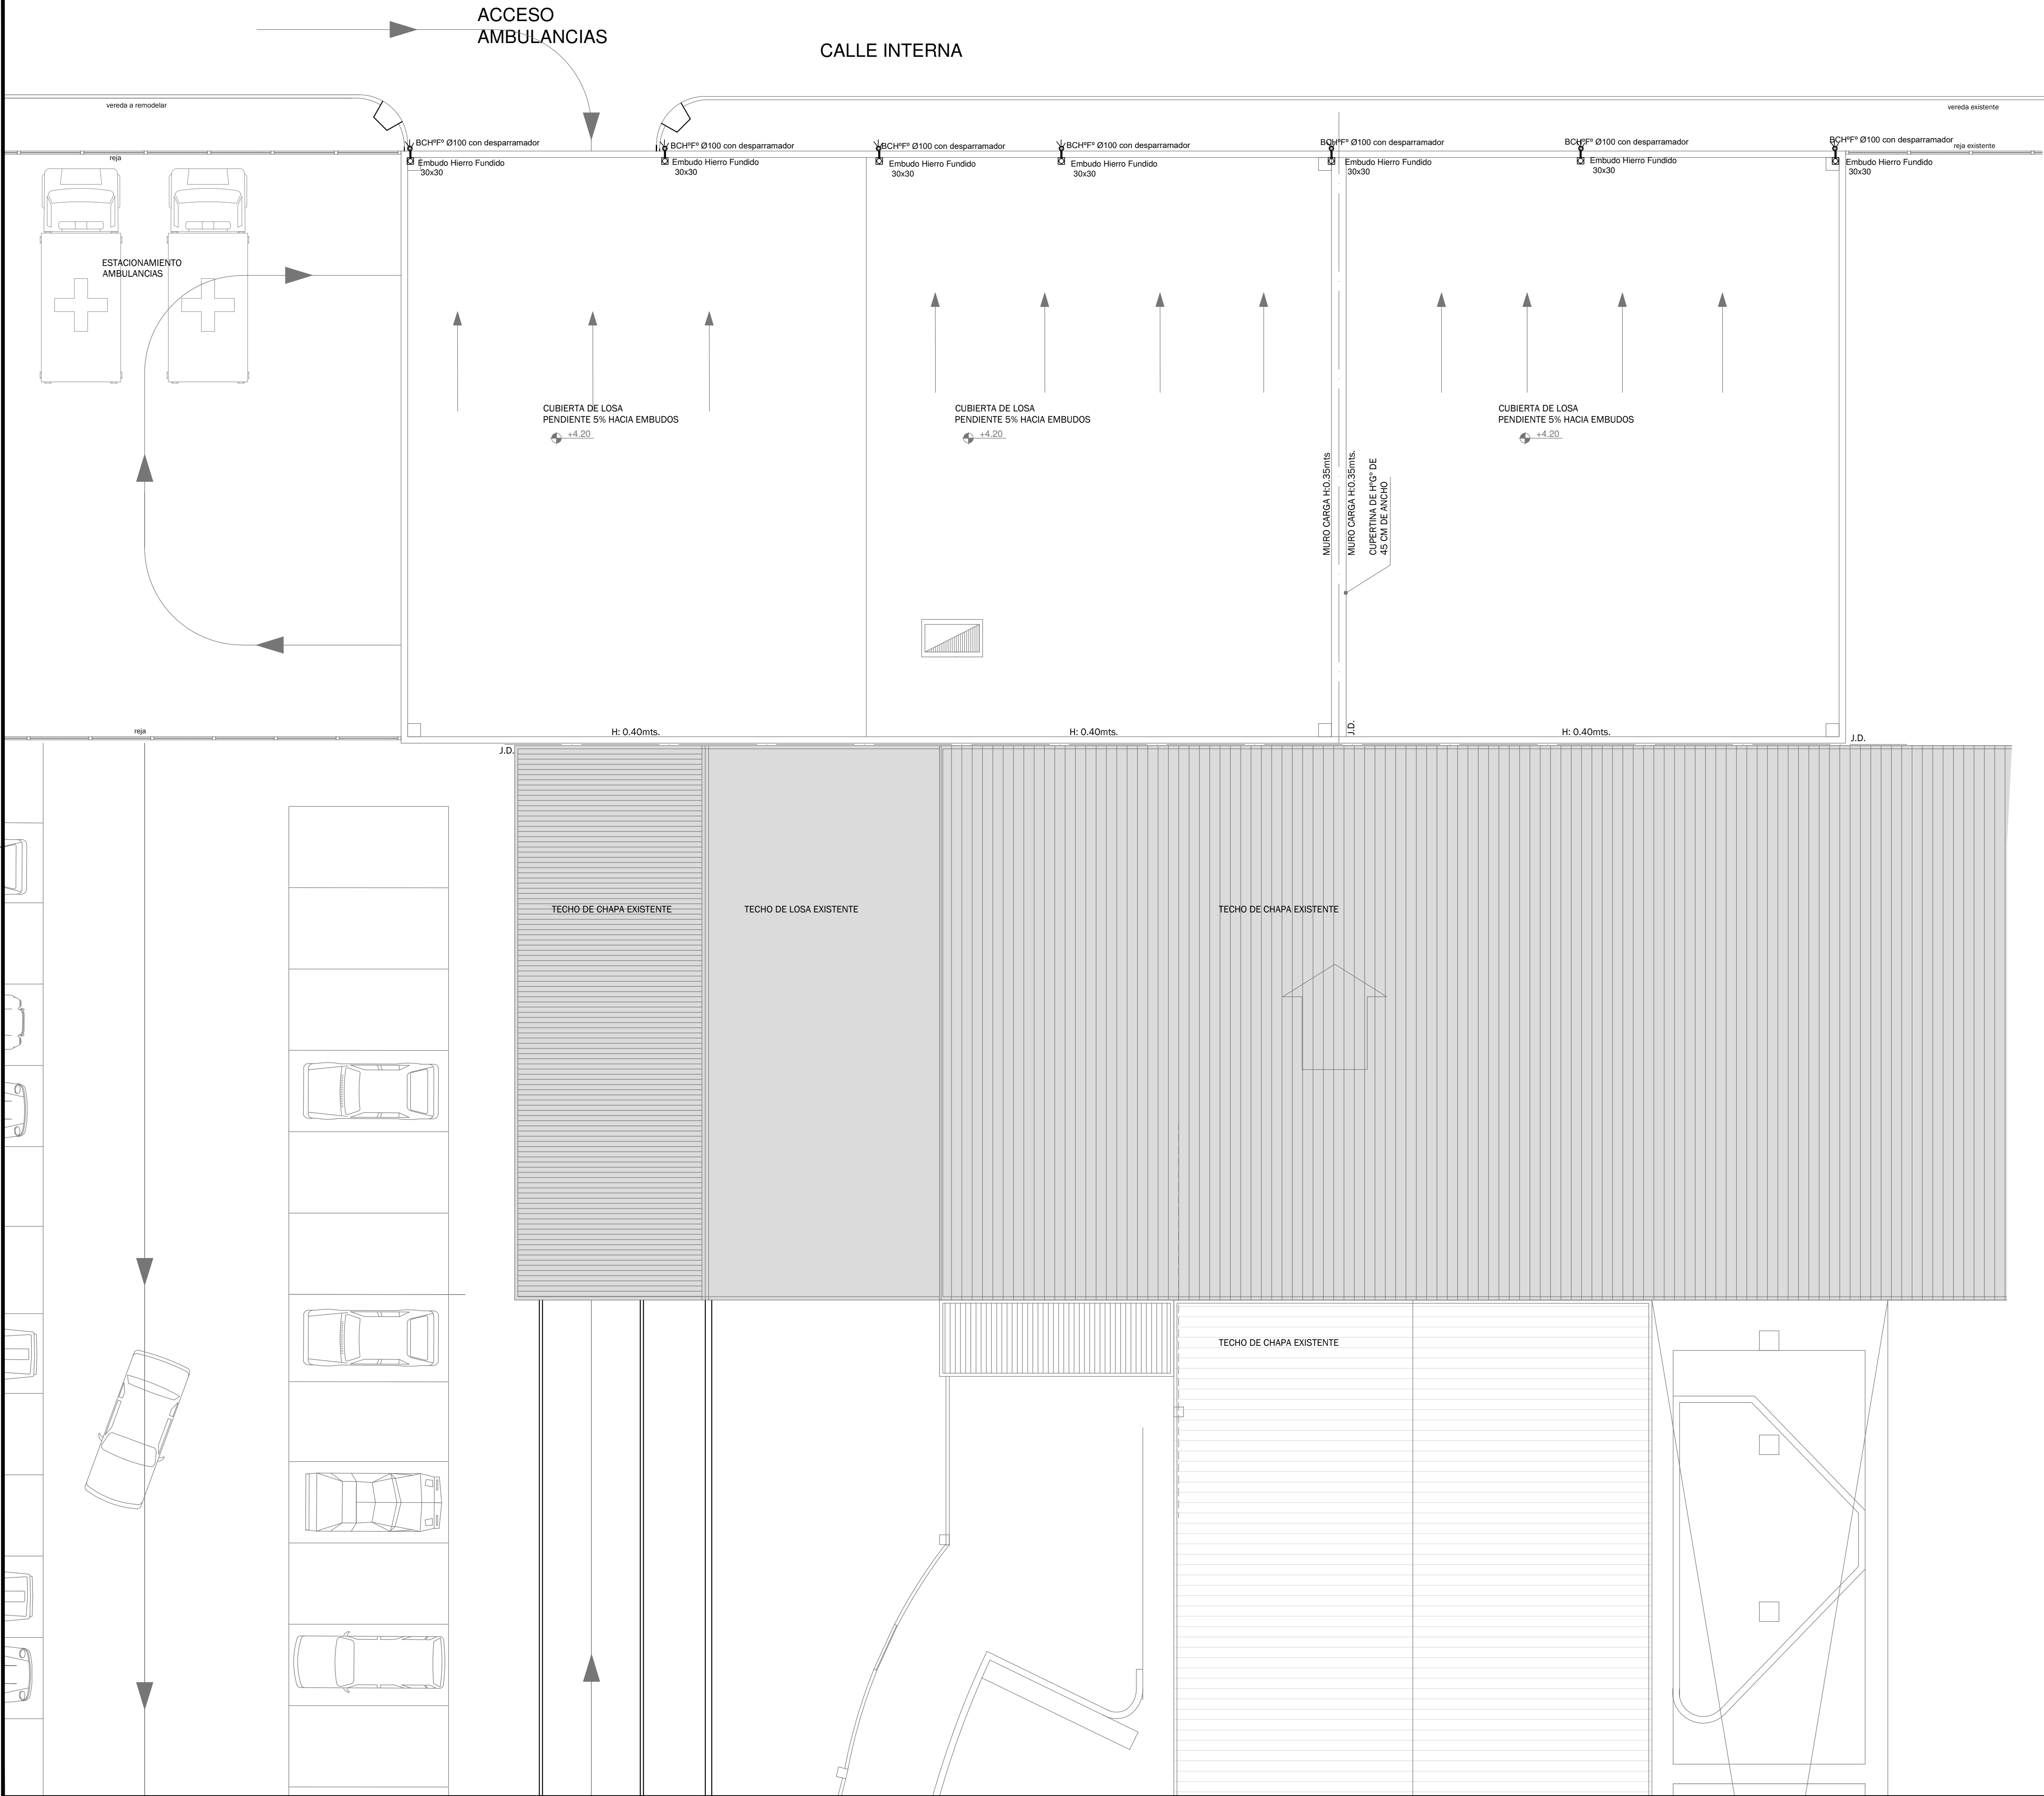 ACCESO
AMBULANCIAS
CALLE INTERNA
vereda a remodelar
vereda existente
BCHºFº Ø100 con desparramador
BCHºFº Ø100 con desparramador
BCHºFº Ø100 con desparramador
BCHºFº Ø100 con desparramador
BCHºFº Ø100 con desparramador
BCHºFº Ø100 con desparramador
BCHºFº Ø100 con desparramador
reja
reja existente
Embudo Hierro Fundido
30x30
Embudo Hierro Fundido
30x30
Embudo Hierro Fundido
30x30
Embudo Hierro Fundido
30x30
Embudo Hierro Fundido
30x30
Embudo Hierro Fundido
30x30
Embudo Hierro Fundido
30x30
ESTACIONAMIENTO
AMBULANCIAS
CUBIERTA DE LOSA
PENDIENTE 5% HACIA EMBUDOS
+4.20
CUBIERTA DE LOSA
PENDIENTE 5% HACIA EMBUDOS
+4.20
CUBIERTA DE LOSA
PENDIENTE 5% HACIA EMBUDOS
+4.20
MURO CARGA H:0.35mts
MURO CARGA H:0.35mts.
CUPERTINA DE HºGº DE
45 CM DE ANCHO
reja
H: 0.40mts.
H: 0.40mts.
J.D.
H: 0.40mts.
J.D.
J.D.
TECHO DE CHAPA EXISTENTE
TECHO DE LOSA EXISTENTE
TECHO DE CHAPA EXISTENTE
TECHO DE CHAPA EXISTENTE